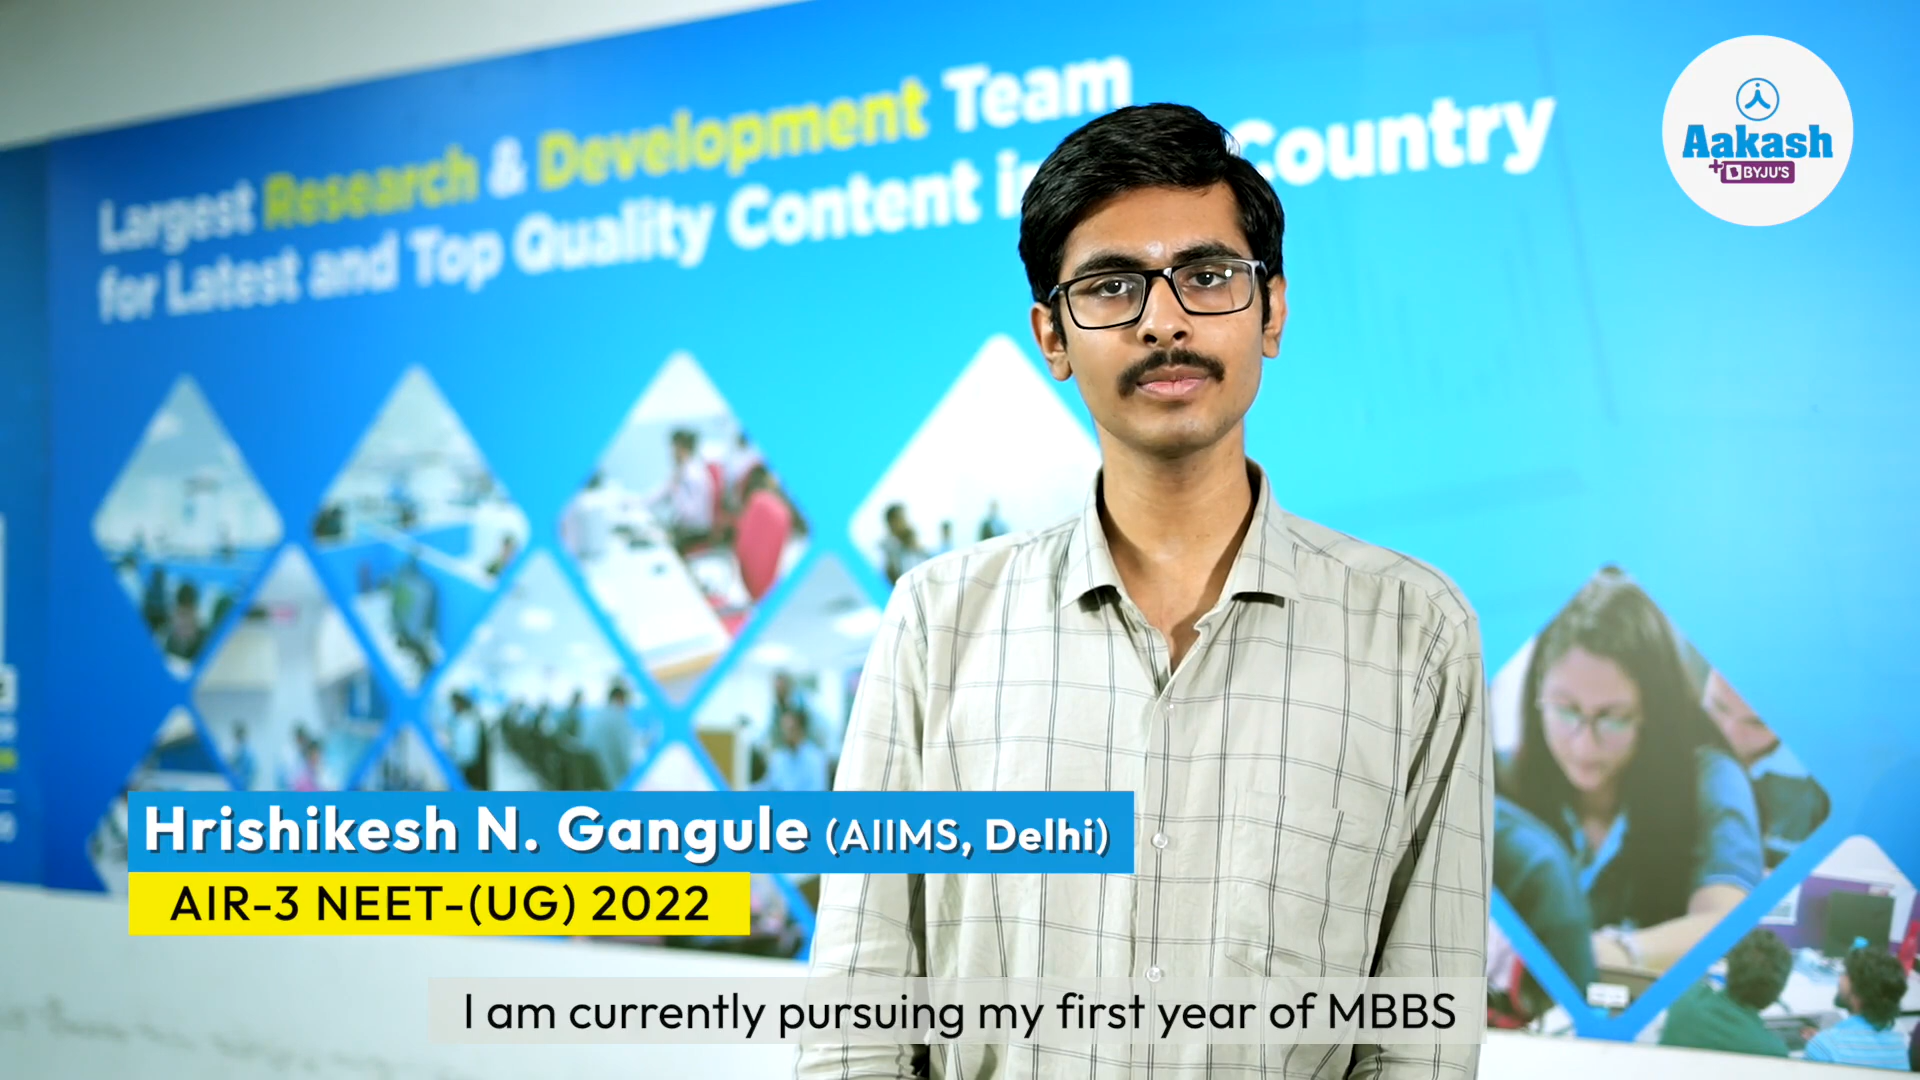 Largest Research & Development Team
for Latest and Top Quality Content in Country
Aakash
+BYJU'S
Hrishikesh N. Gangule (AIIMS, Delhi)
AIR-3 NEET-(UG) 2022
I am currently pursuing my first year of MBBS